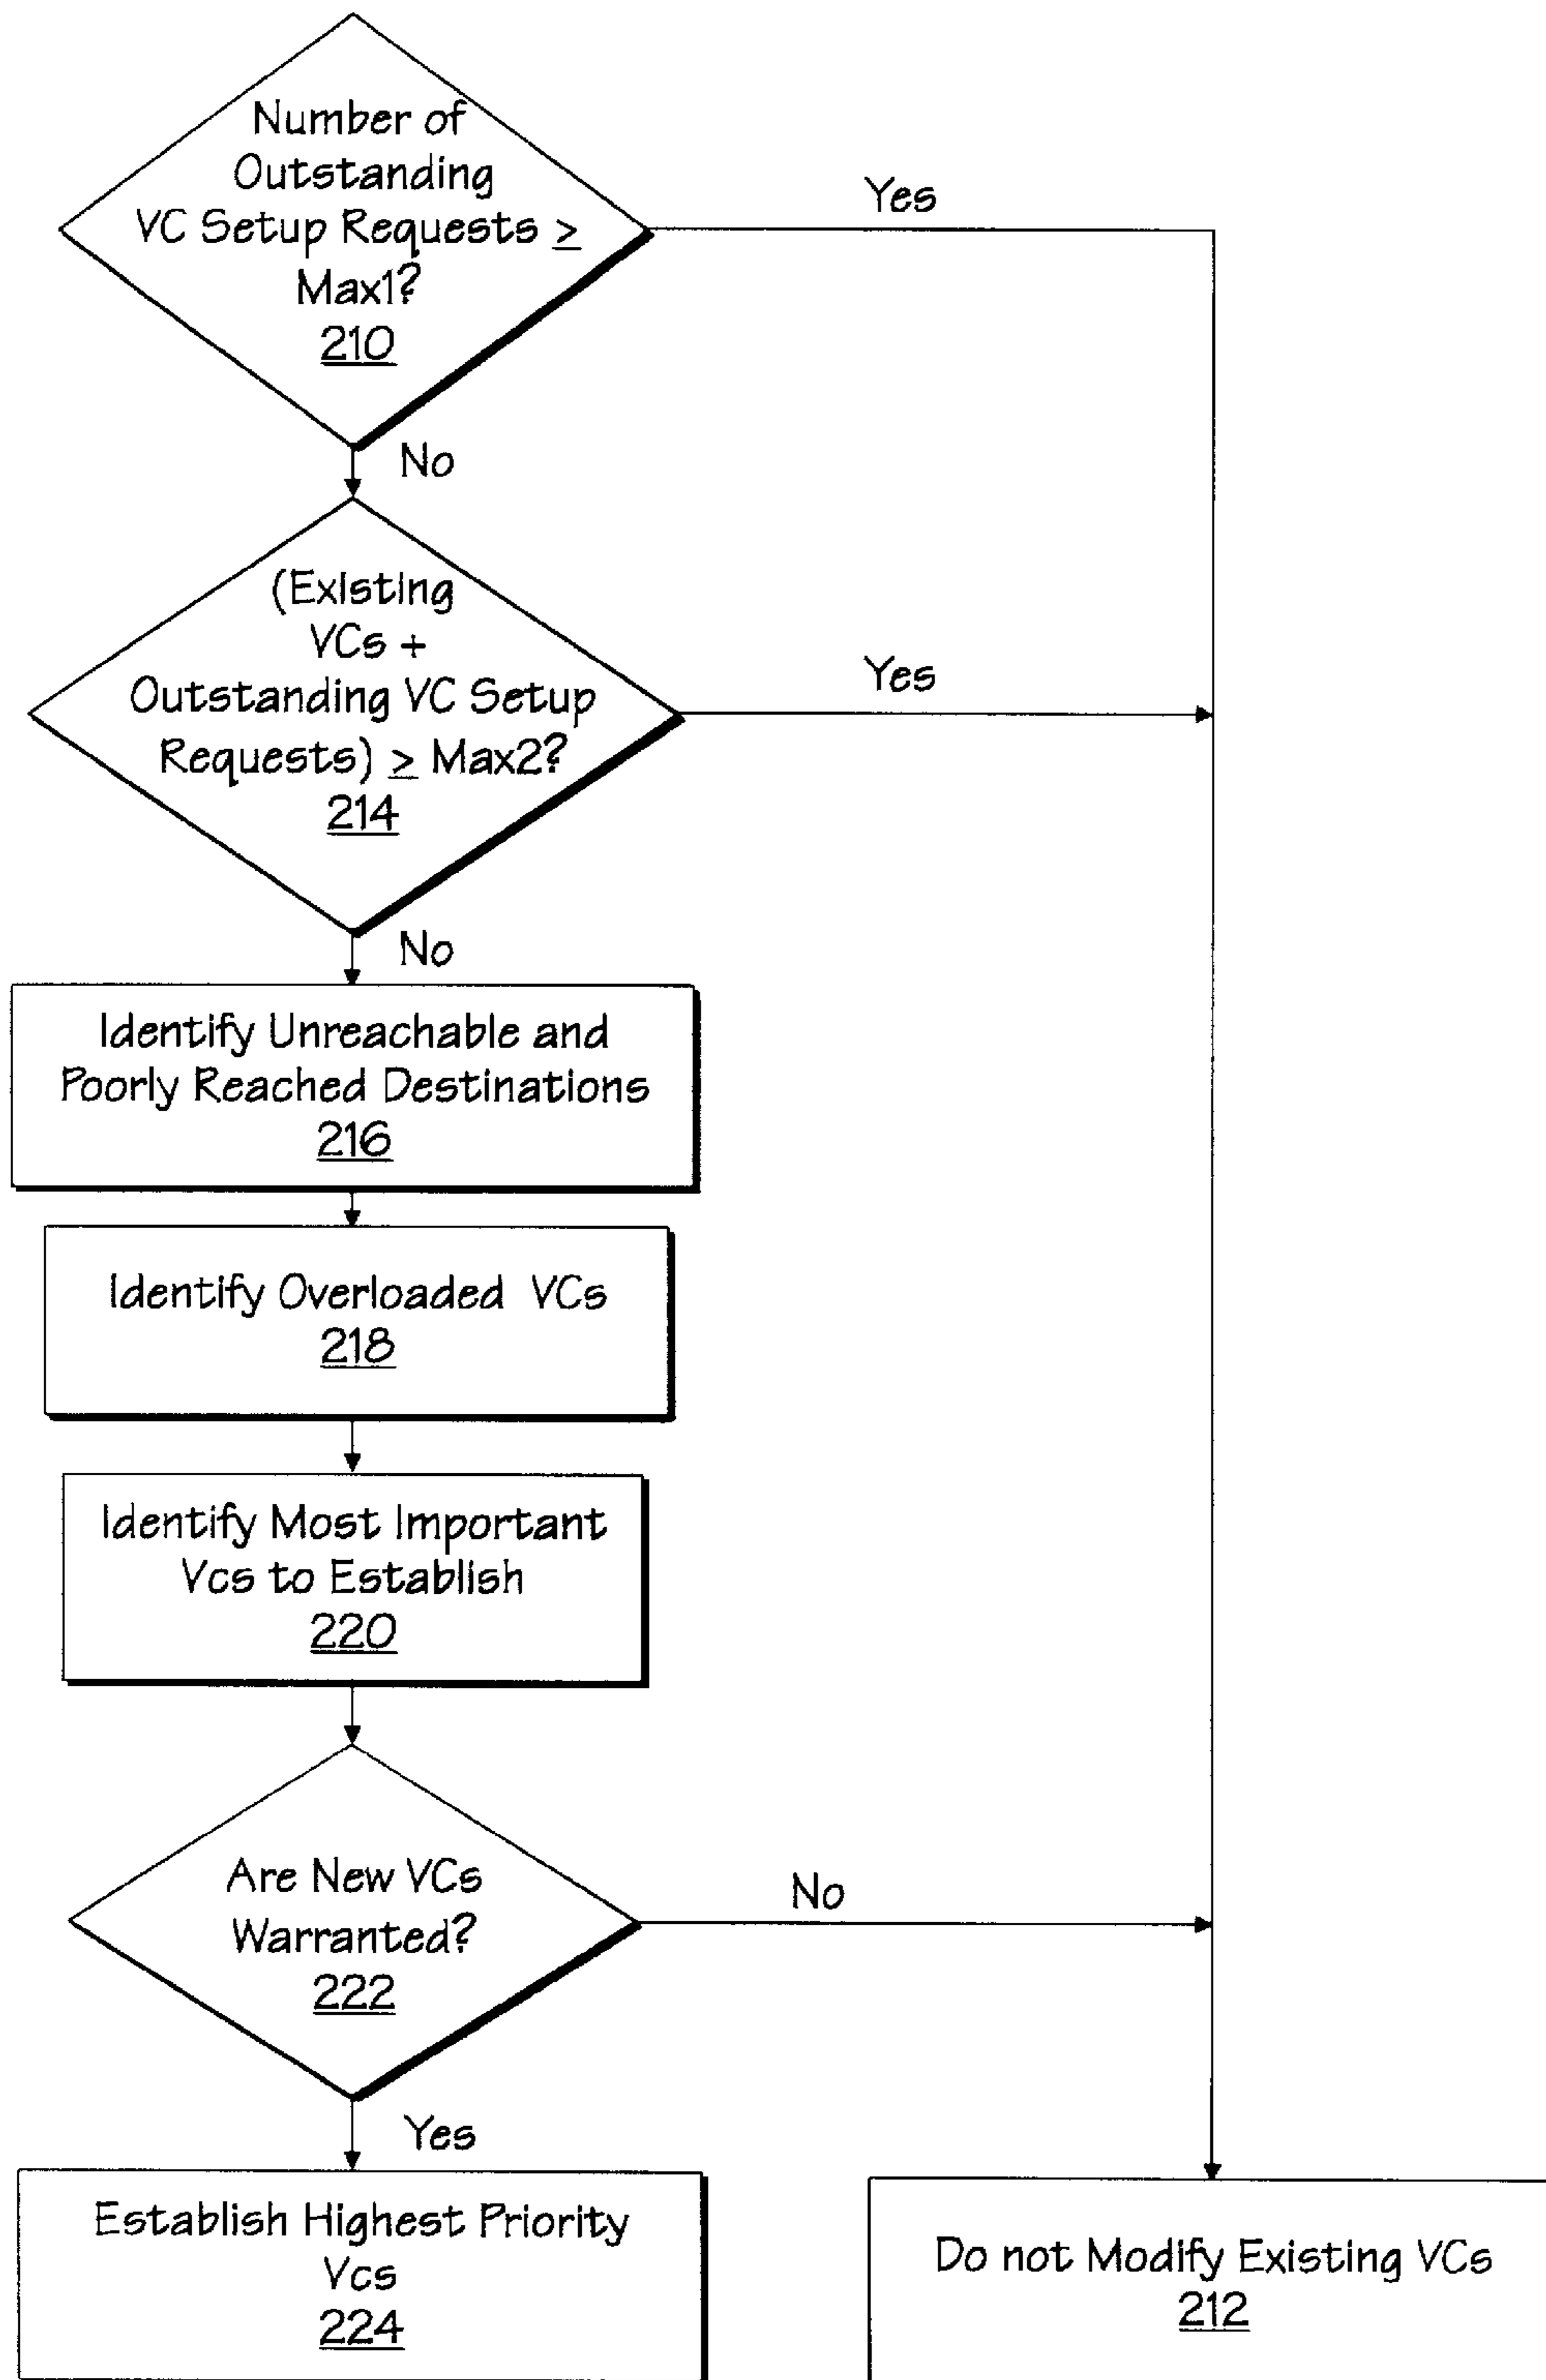 Number of
Outstanding
VC Setup Requests ≥
Max1?
210
Yes
No
(Existing
VCs +
Outstanding VC Setup
Requests) ≥ Max2?
214
Yes
No
Identify Unreachable and
Poorly Reached Destinations
216
Identify Overloaded VCs
218
Identify Most Important
Vcs to Establish
220
Are New VCs
Warranted?
222
No
Yes
Establish Highest Priority
Vcs
224
Do not Modify Existing VCs
212